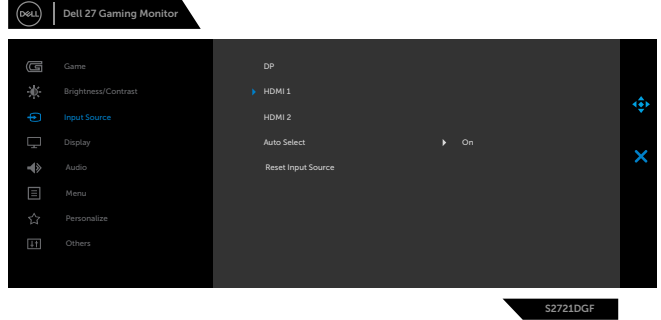 DELL Dell 27 Gaming Monitor
Game
Brightness/Contrast
Input Source
Display
Audio
Menu
Personalize
Others
DP
HDMI 1
HDMI 2
Auto Select On
Reset Input Source
S2721DGF